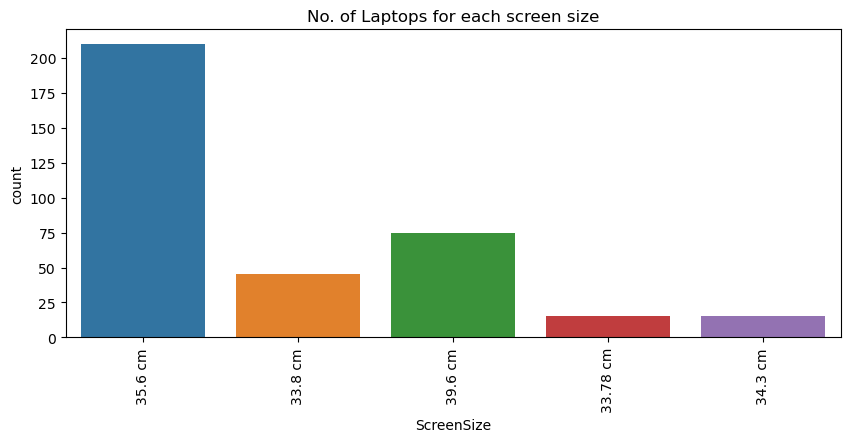 No. of Laptops for each screen size
count
200
175
150
125
100
75
50
25
0
35.6 cm
33.8 cm
39.6 cm
33.78 cm
34.3 cm
ScreenSize